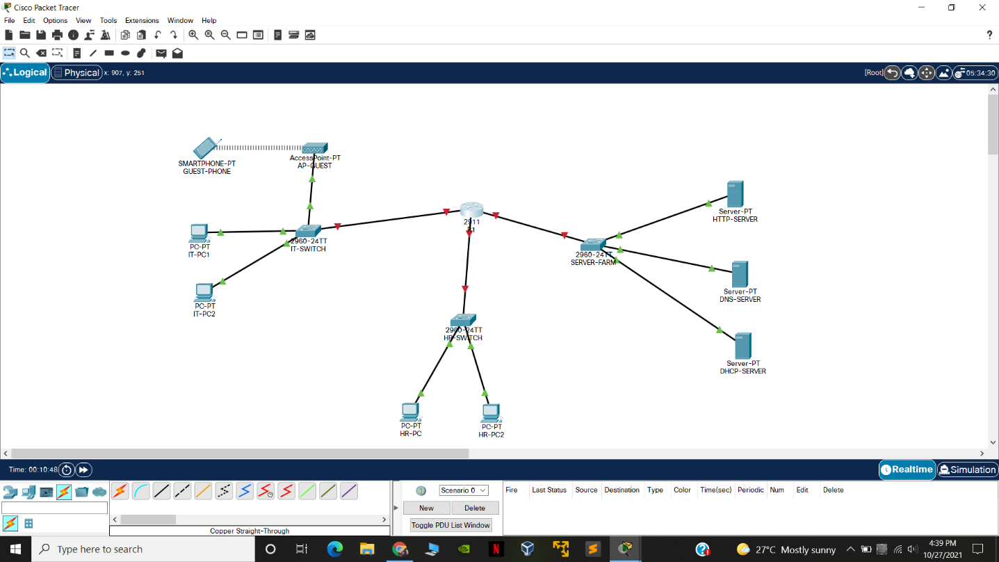 Cisco Packet Tracer
File Edit Options View Tools Extensions Window Help
?
Logical Physical x: 907, y: 251
[Root] 05:34:30
SMARTPHONE-PT
GUEST-PHONE
AccessPoint-PT
AP-GUEST
2911
R1
Server-PT
HTTP-SERVER
PC-PT
IT-PC1
2960-24TT
IT-SWITCH
2960-24TT
SERVER-FARM
Server-PT
DNS-SERVER
PC-PT
IT-PC2
2960-24TT
HR-SWITCH
Server-PT
DHCP-SERVER
PC-PT
HR-PC
PC-PT
HR-PC2
Time: 00:10:48
Realtime Simulation
Scenario 0
New Delete
Toggle PDU List Window
Fire Last Status Source Destination Type Color Time(sec) Periodic Num Edit Delete
Copper Straight-Through
Type here to search
27°C Mostly sunny
4:39 PM
10/27/2021